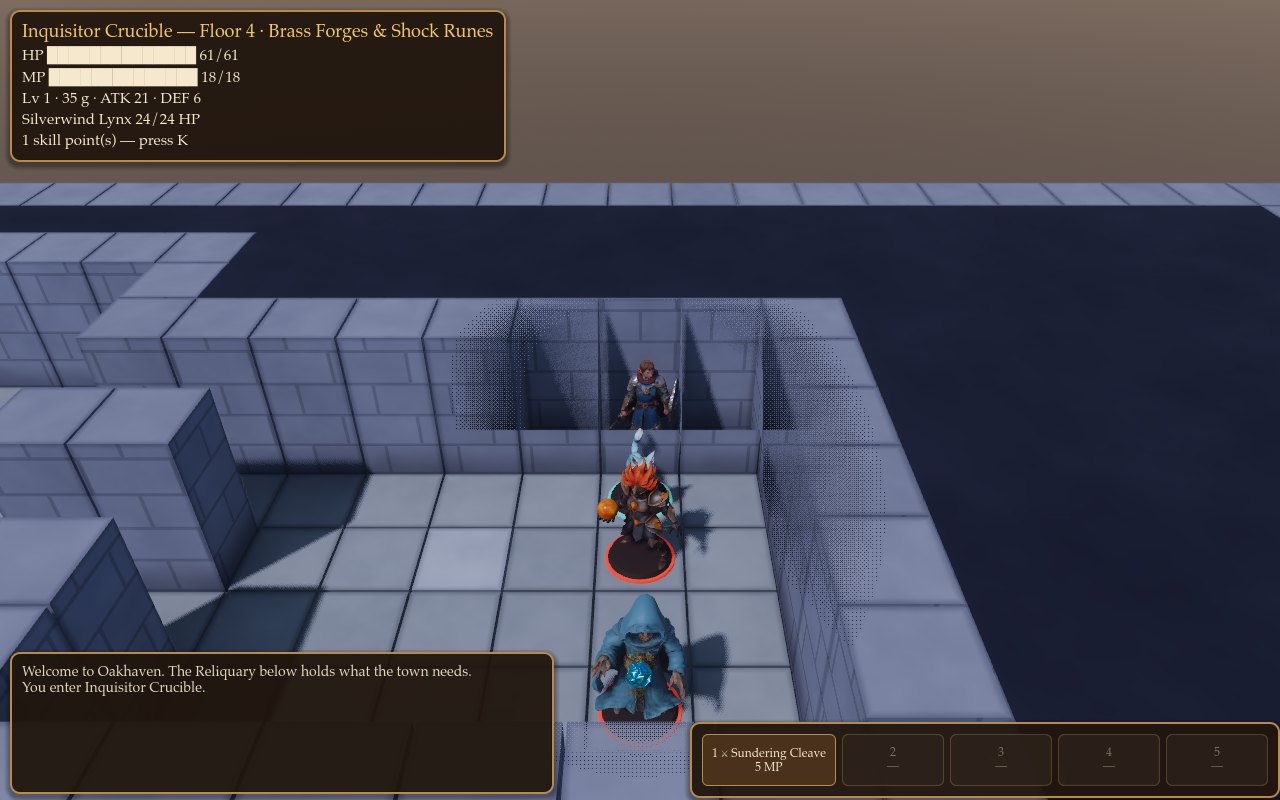 Inquisitor Crucible — Floor 4 · Brass Forges & Shock Runes
HP 61/61
MP 18/18
Lv 1 · 35 g · ATK 21 · DEF 6
Silverwind Lynx 24/24 HP
1 skill point(s) — press K
Welcome to Oakhaven. The Reliquary below holds what the town needs.
You enter Inquisitor Crucible.
1 ⚔ Sundering Cleave
5 MP
2
—
3
—
4
—
5
—